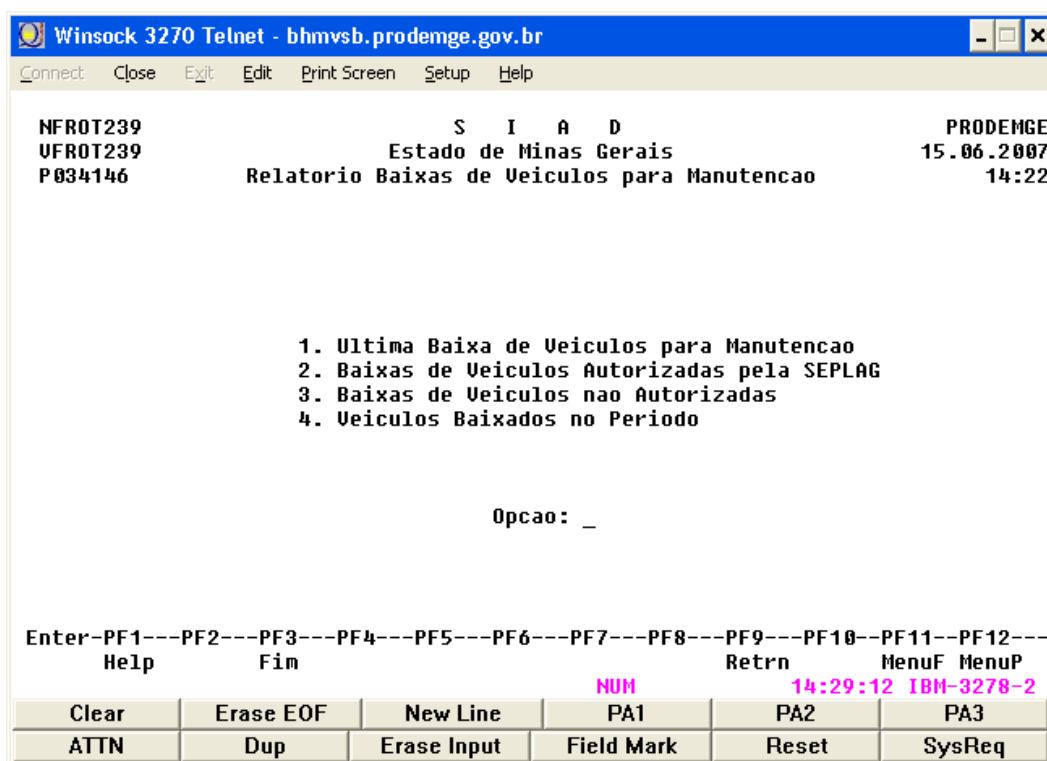 Winsock 3270 Telnet - bhmvsb.prodemge.gov.br
Connect Close Exit Edit Print Screen Setup Help
NFROT239 S I A D PRODEMGE
VFROT239 Estado de Minas Gerais 15.06.2007
P034146 Relatorio Baixas de Veiculos para Manutencao 14:22
1. Ultima Baixa de Veiculos para Manutencao
2. Baixas de Veiculos Autorizadas pela SEPLAG
3. Baixas de Veiculos nao Autorizadas
4. Veiculos Baixados no Periodo
Opcao: _
Enter-PF1---PF2---PF3---PF4---PF5---PF6---PF7---PF8---PF9---PF10--PF11--PF12---
Help Fim Retrn MenuF MenuP
NUM 14:29:12 IBM-3278-2
Clear Erase EOF New Line PA1 PA2 PA3
ATTN Dup Erase Input Field Mark Reset SysReq